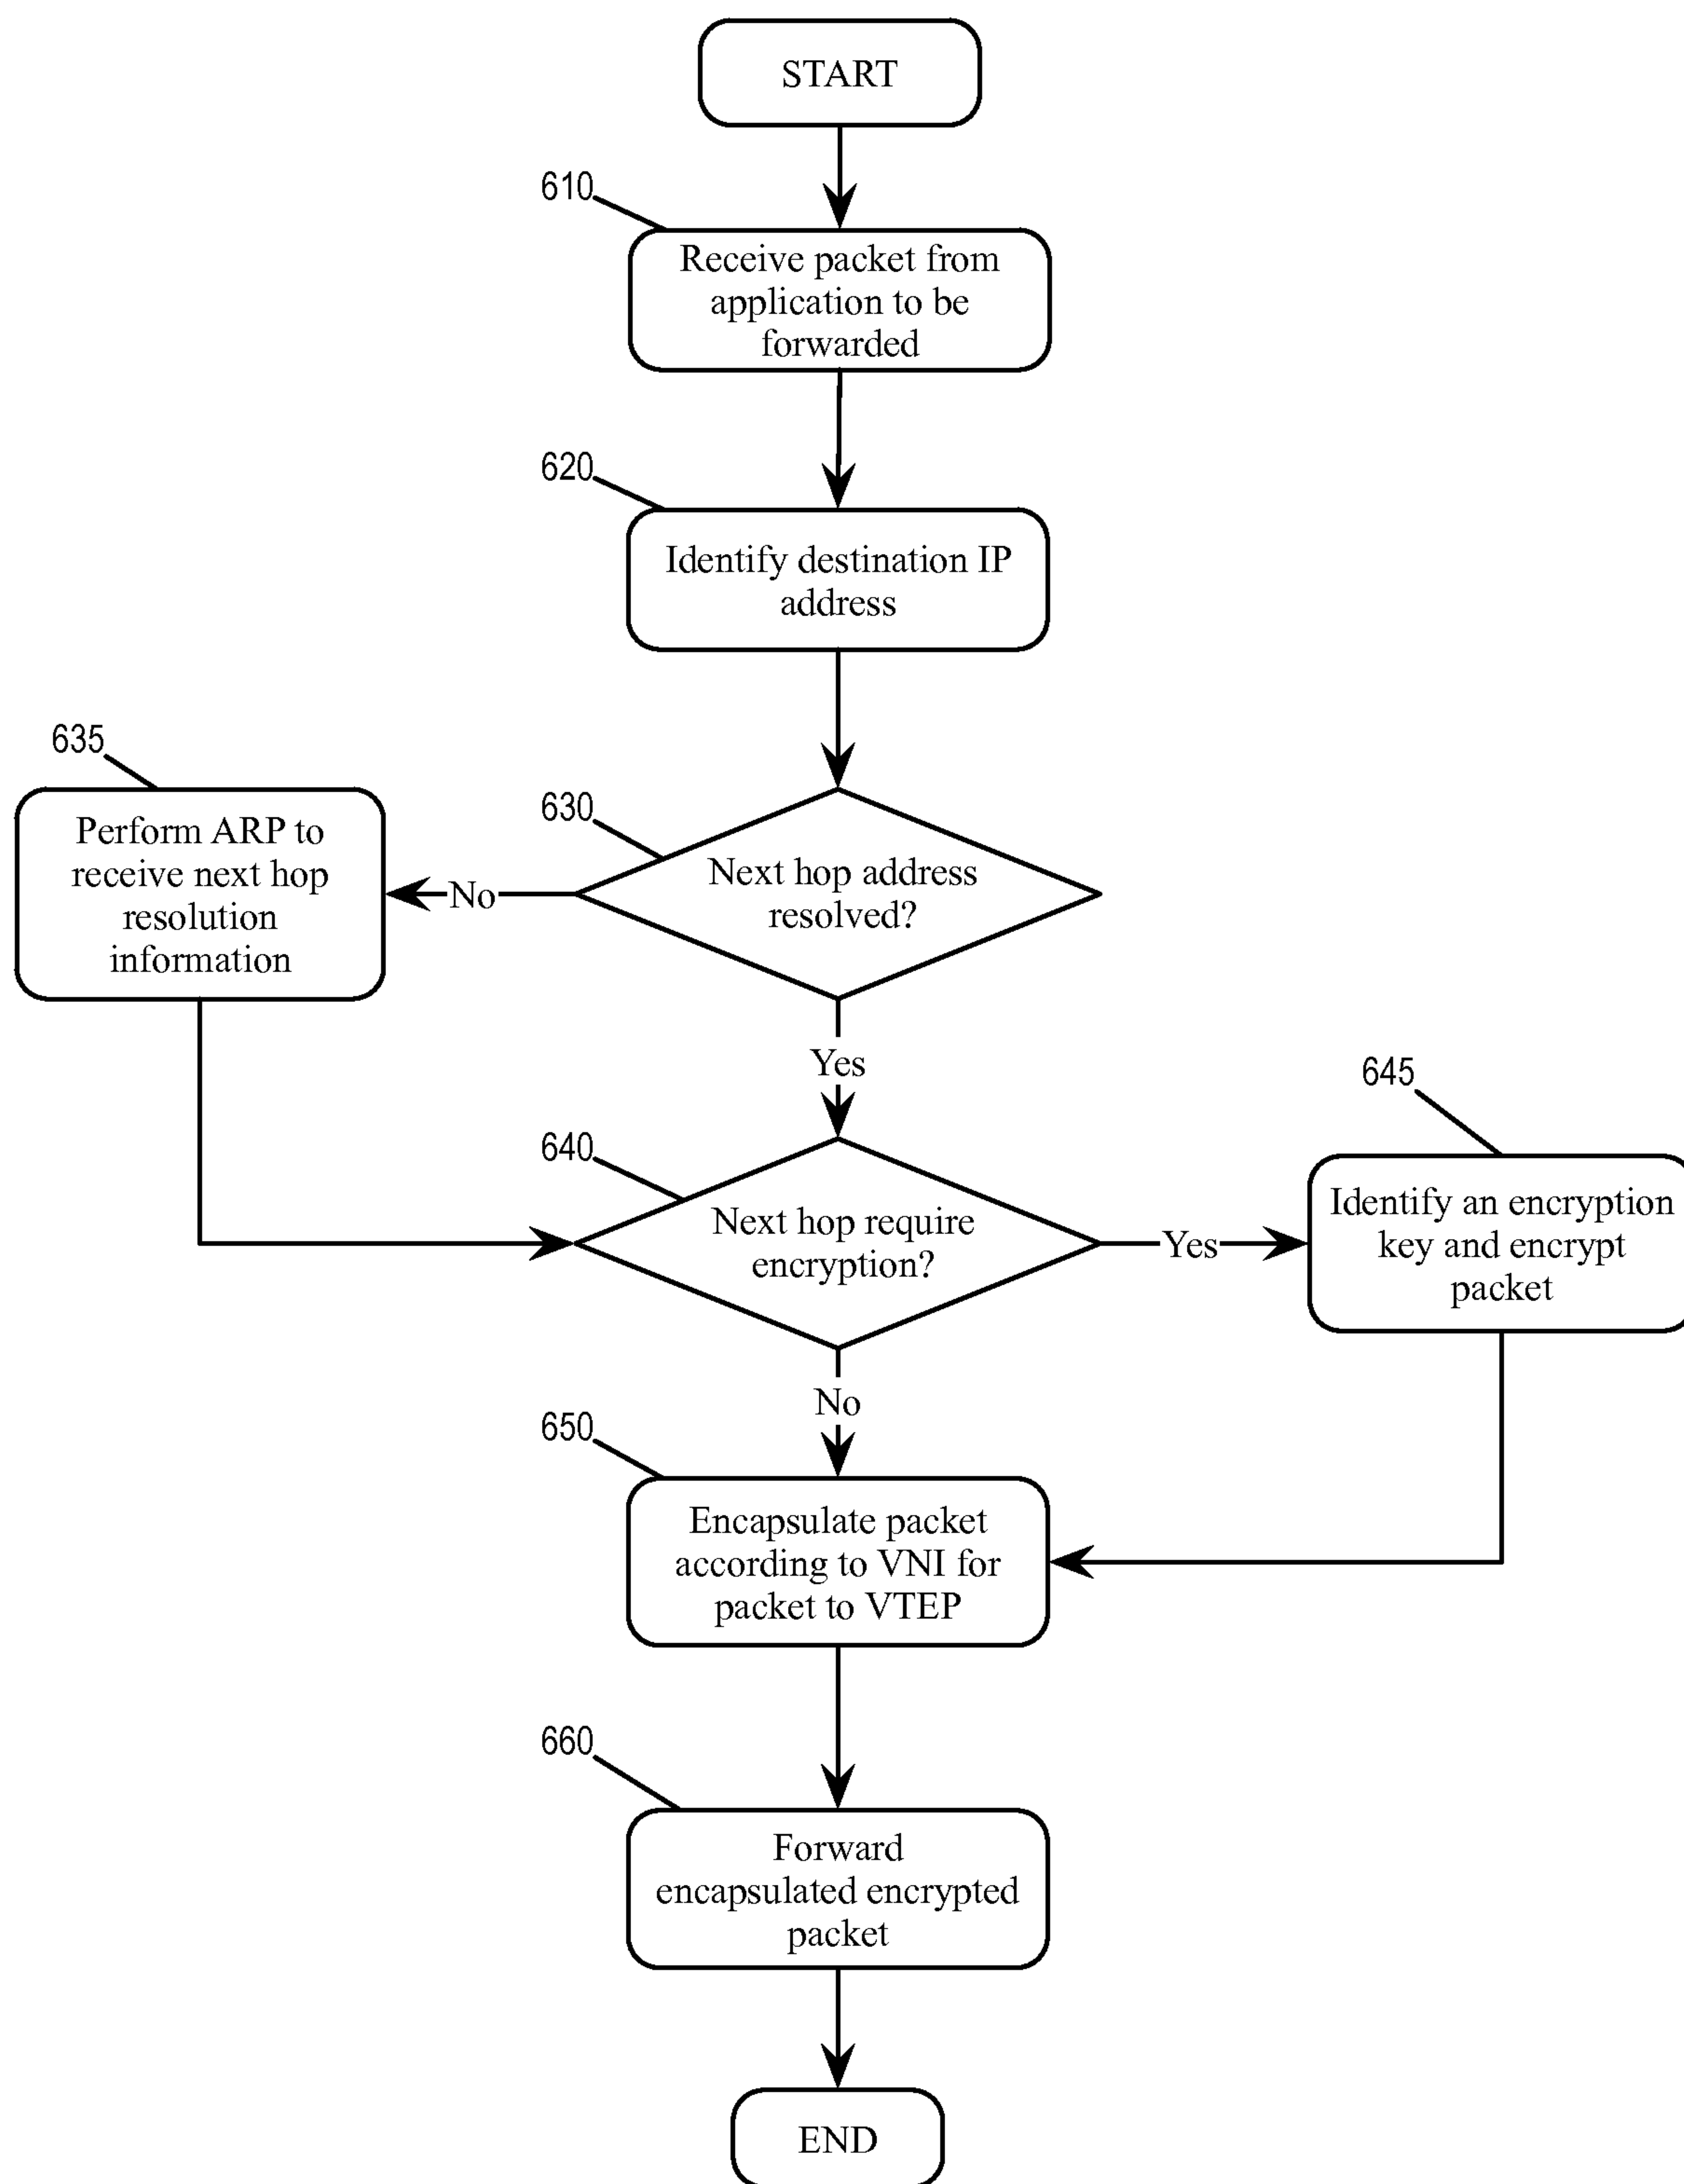 START
610
Receive packet from
application to be
forwarded
620
Identify destination IP
address
635
Perform ARP to
receive next hop
resolution
information
630
Next hop address
resolved?
No
Yes
640
Next hop require
encryption?
Yes
645
Identify an encryption
key and encrypt
packet
No
650
Encapsulate packet
according to VNI for
packet to VTEP
660
Forward
encapsulated encrypted
packet
END